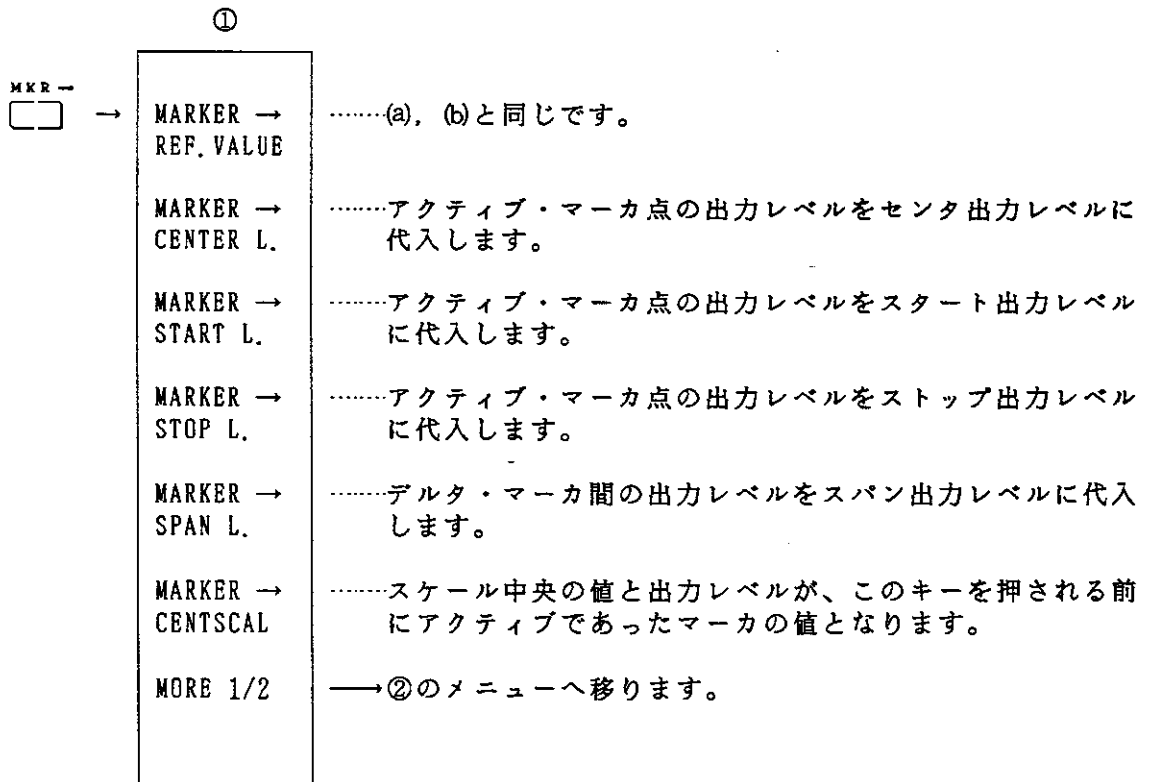 ①
MKR→
→ MARKER → ………(a), (b)と同じです。
REF.VALUE
MARKER → ………アクティブ・マーカ点の出力レベルをセンタ出力レベルに
CENTER L. 代入します。
MARKER → ………アクティブ・マーカ点の出力レベルをスタート出力レベル
START L. に代入します。
MARKER → ………アクティブ・マーカ点の出力レベルをストップ出力レベル
STOP L. に代入します。
MARKER → ………デルタ・マーカ間の出力レベルをスパン出力レベルに代入
SPAN L. します。
MARKER → ………スケール中央の値と出力レベルが、このキーを押される前
CENTSCAL にアクティブであったマーカの値となります。
MORE 1/2 ──→②のメニューへ移ります。